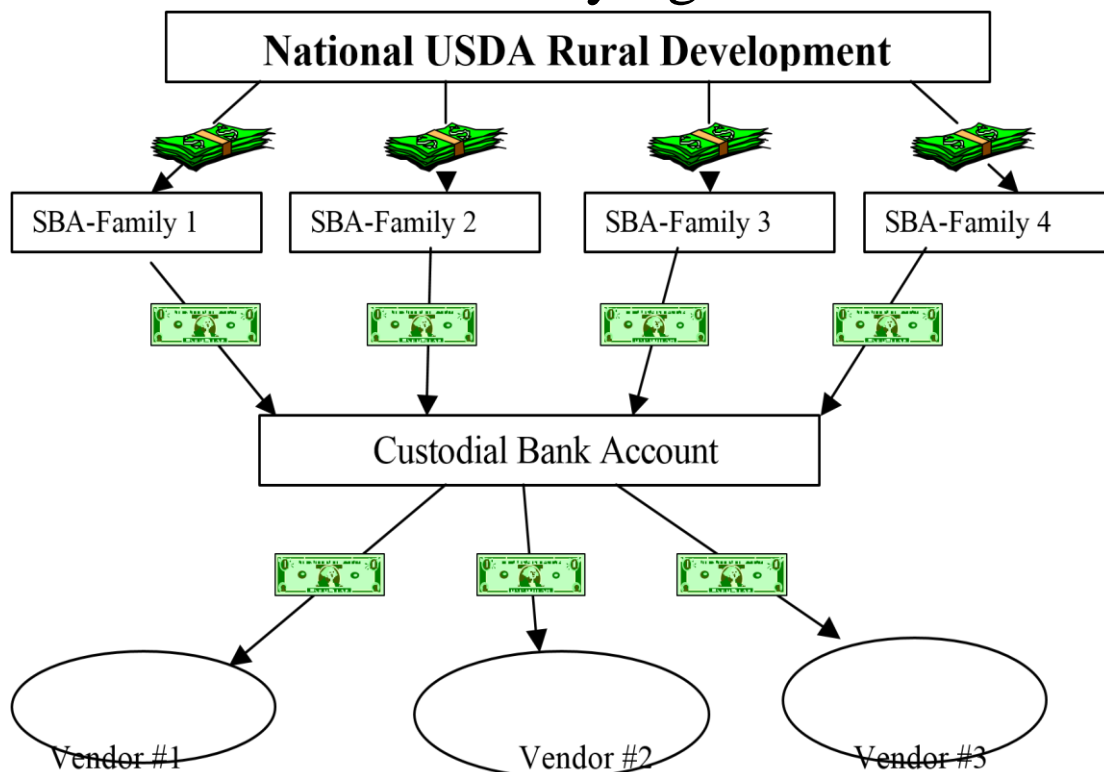 National USDA Rural Development
SBA-Family 1
SBA-Family 2
SBA-Family 3
SBA-Family 4
Custodial Bank Account
Vendor #1
Vendor #2
Vendor #3